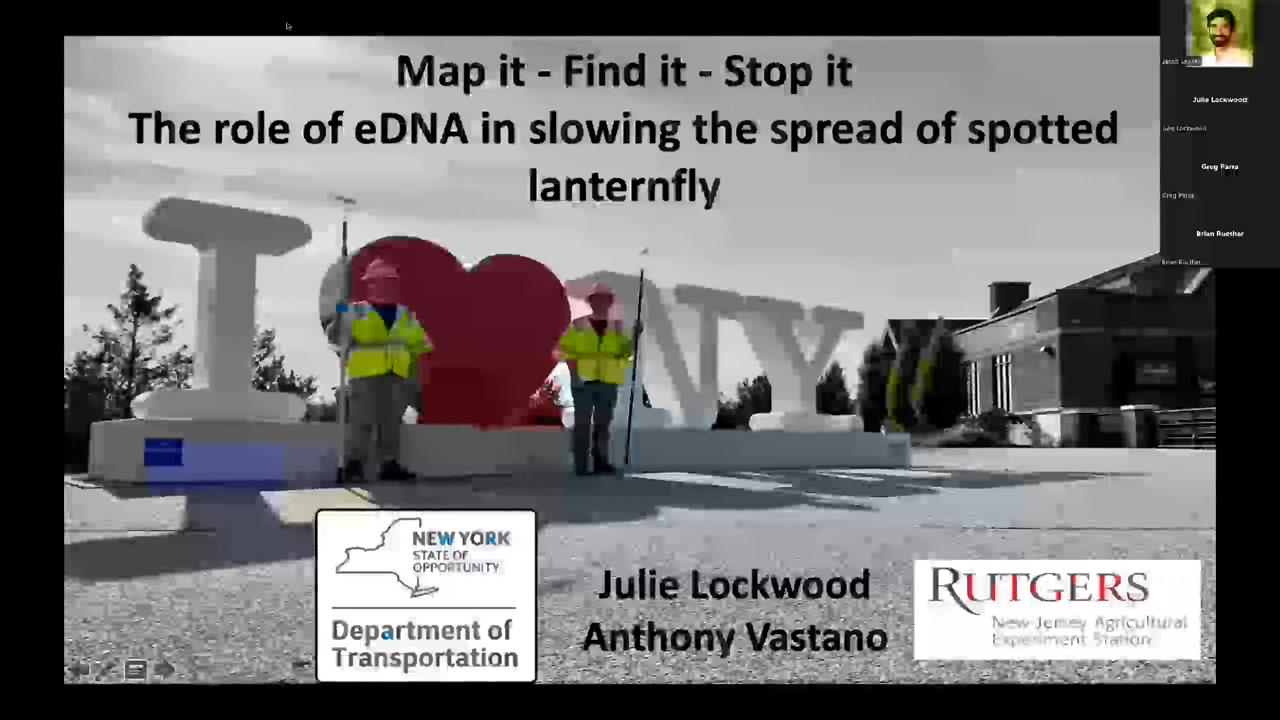 Map it - Find it - Stop it
The role of eDNA in slowing the spread of spotted
lanternfly
Julie Lockwood
Greg Parra
Greg Parra
Brian Ruether
NEW YORK
STATE OF
OPPORTUNITY
Department of
Transportation
Julie Lockwood
Anthony Vastano
RUTGERS
New Jersey Agricultural
Experiment Station